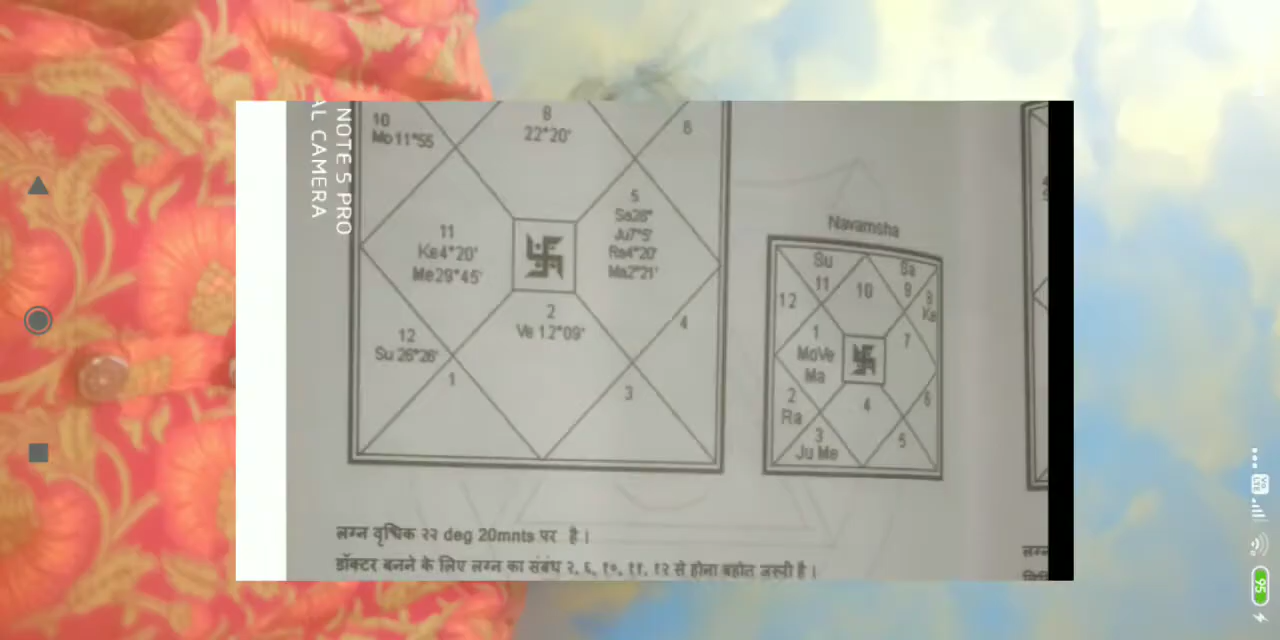 NOTE 5 PRO
AL CAMERA
10
Mo 11°55
8
22°20'
6
11
Ke4°20'
Me29°45'
5
Sa28°
Ju7°5'
Ra4°20'
Ma2°21'
2
Ve 12°09'
4
12
Su 26°26'
1
3
Navamsha
Su
11
10
Sa
9
8
Ke
12
1
MoVe
Ma
7
2
Ra
4
6
3
Ju Me
5
लग्न वृश्चिक २२ deg 20mnts पर है।
डॉक्टर बनने के लिए लग्न का संबंध २, ६, १०, ११, १२ से होना बहोत जरुरी है।
लग्न
95